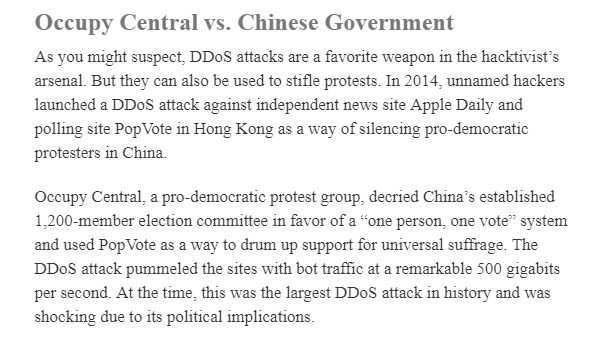 Occupy Central vs. Chinese Government
As you might suspect, DDoS attacks are a favorite weapon in the hacktivist’s
arsenal. But they can also be used to stifle protests. In 2014, unnamed hackers
launched a DDoS attack against independent news site Apple Daily and
polling site PopVote in Hong Kong as a way of silencing pro-democratic
protesters in China.
Occupy Central, a pro-democratic protest group, decried China’s established
1,200-member election committee in favor of a “one person, one vote” system
and used PopVote as a way to drum up support for universal suffrage. The
DDoS attack pummeled the sites with bot traffic at a remarkable 500 gigabits
per second. At the time, this was the largest DDoS attack in history and was
shocking due to its political implications.